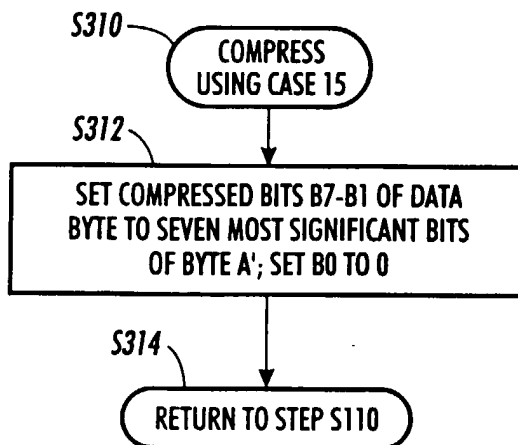 S310
COMPRESS
USING CASE 15
S312
SET COMPRESSED BITS B7-B1 OF DATA
BYTE TO SEVEN MOST SIGNIFICANT BITS
OF BYTE A'; SET B0 TO 0
S314
RETURN TO STEP S110